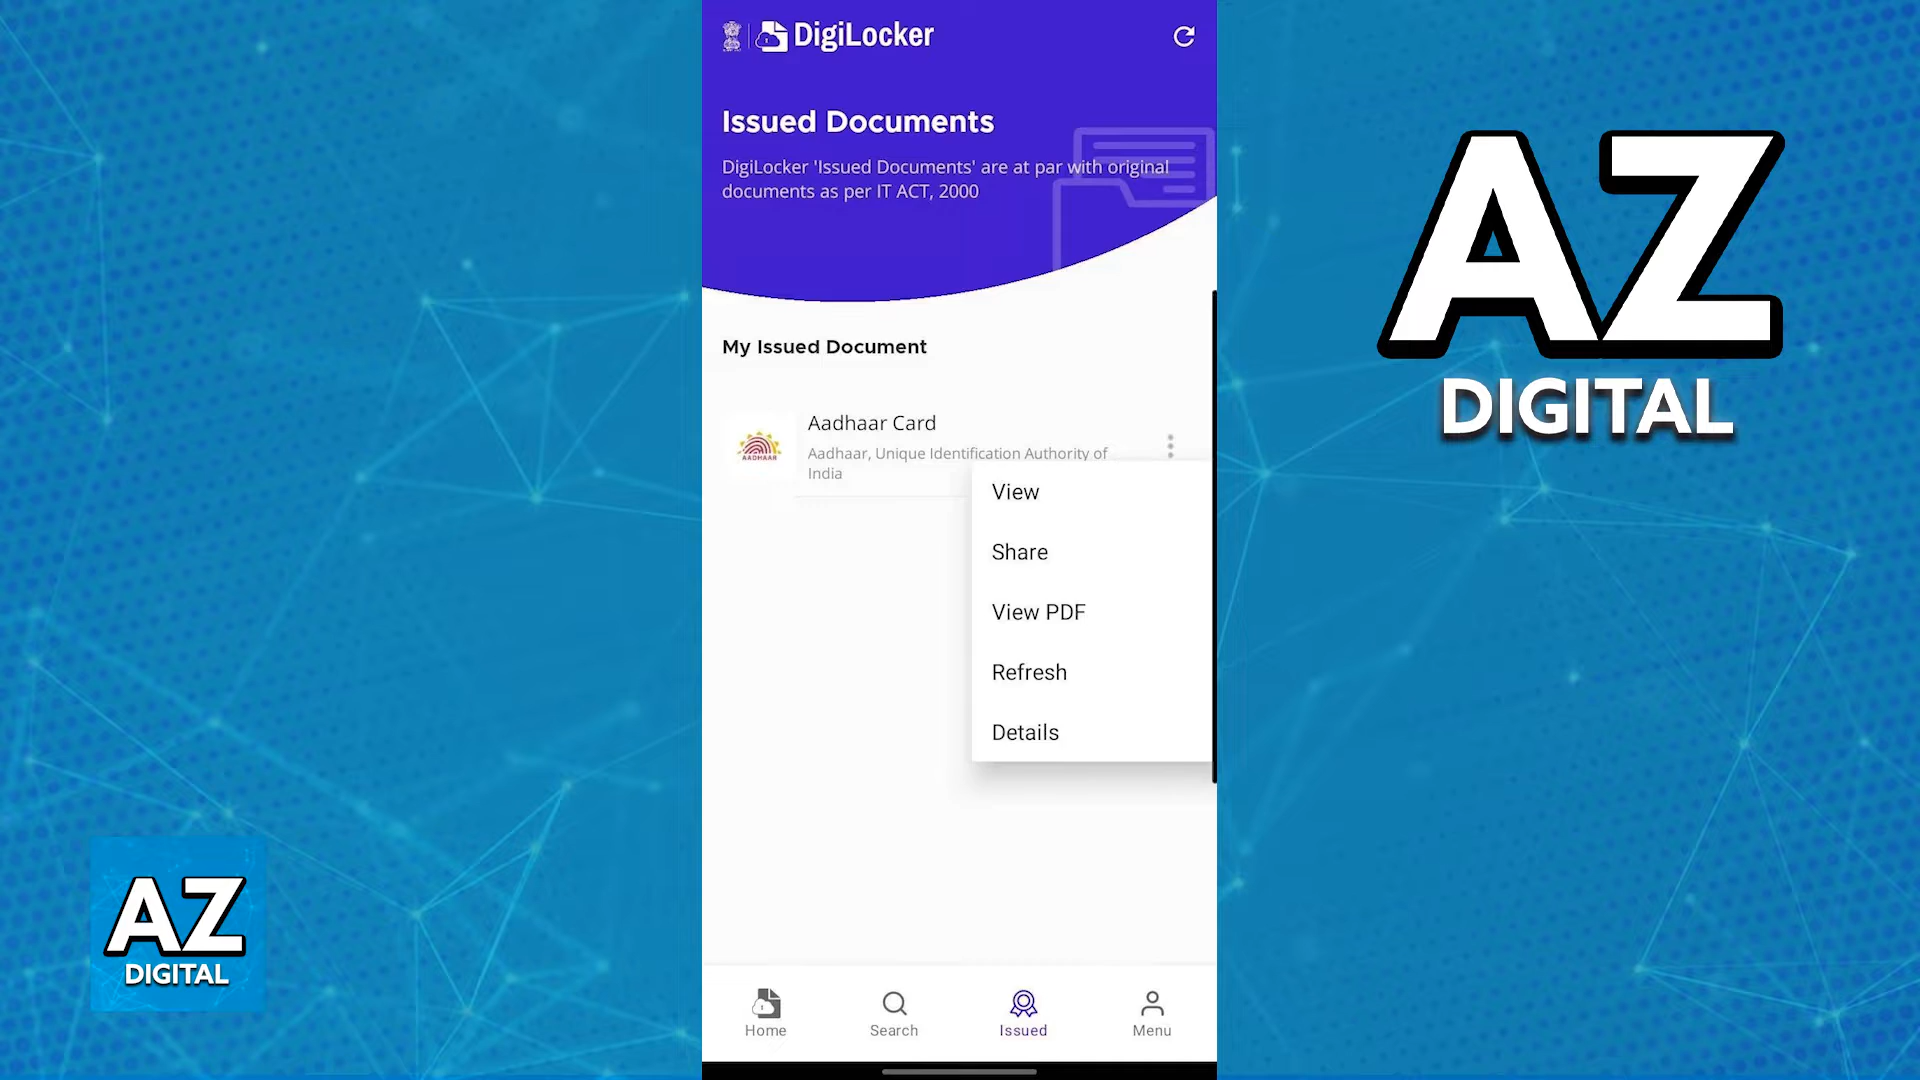 DigiLocker
Issued Documents
DigiLocker 'Issued Documents' are at par with original
documents as per IT ACT, 2000
My Issued Document
AADHAAR
Aadhaar Card
Aadhaar, Unique Identification Authority of
India
View
Share
View PDF
Refresh
Details
Home
Search
Issued
Menu
AZ
DIGITAL
AZ
DIGITAL